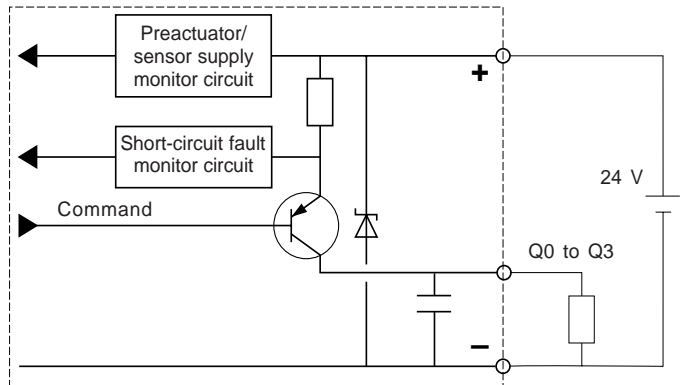 Preactuator/
sensor supply
monitor circuit
+
Short-circuit fault
monitor circuit
24 V
Command
Q0 to Q3
−